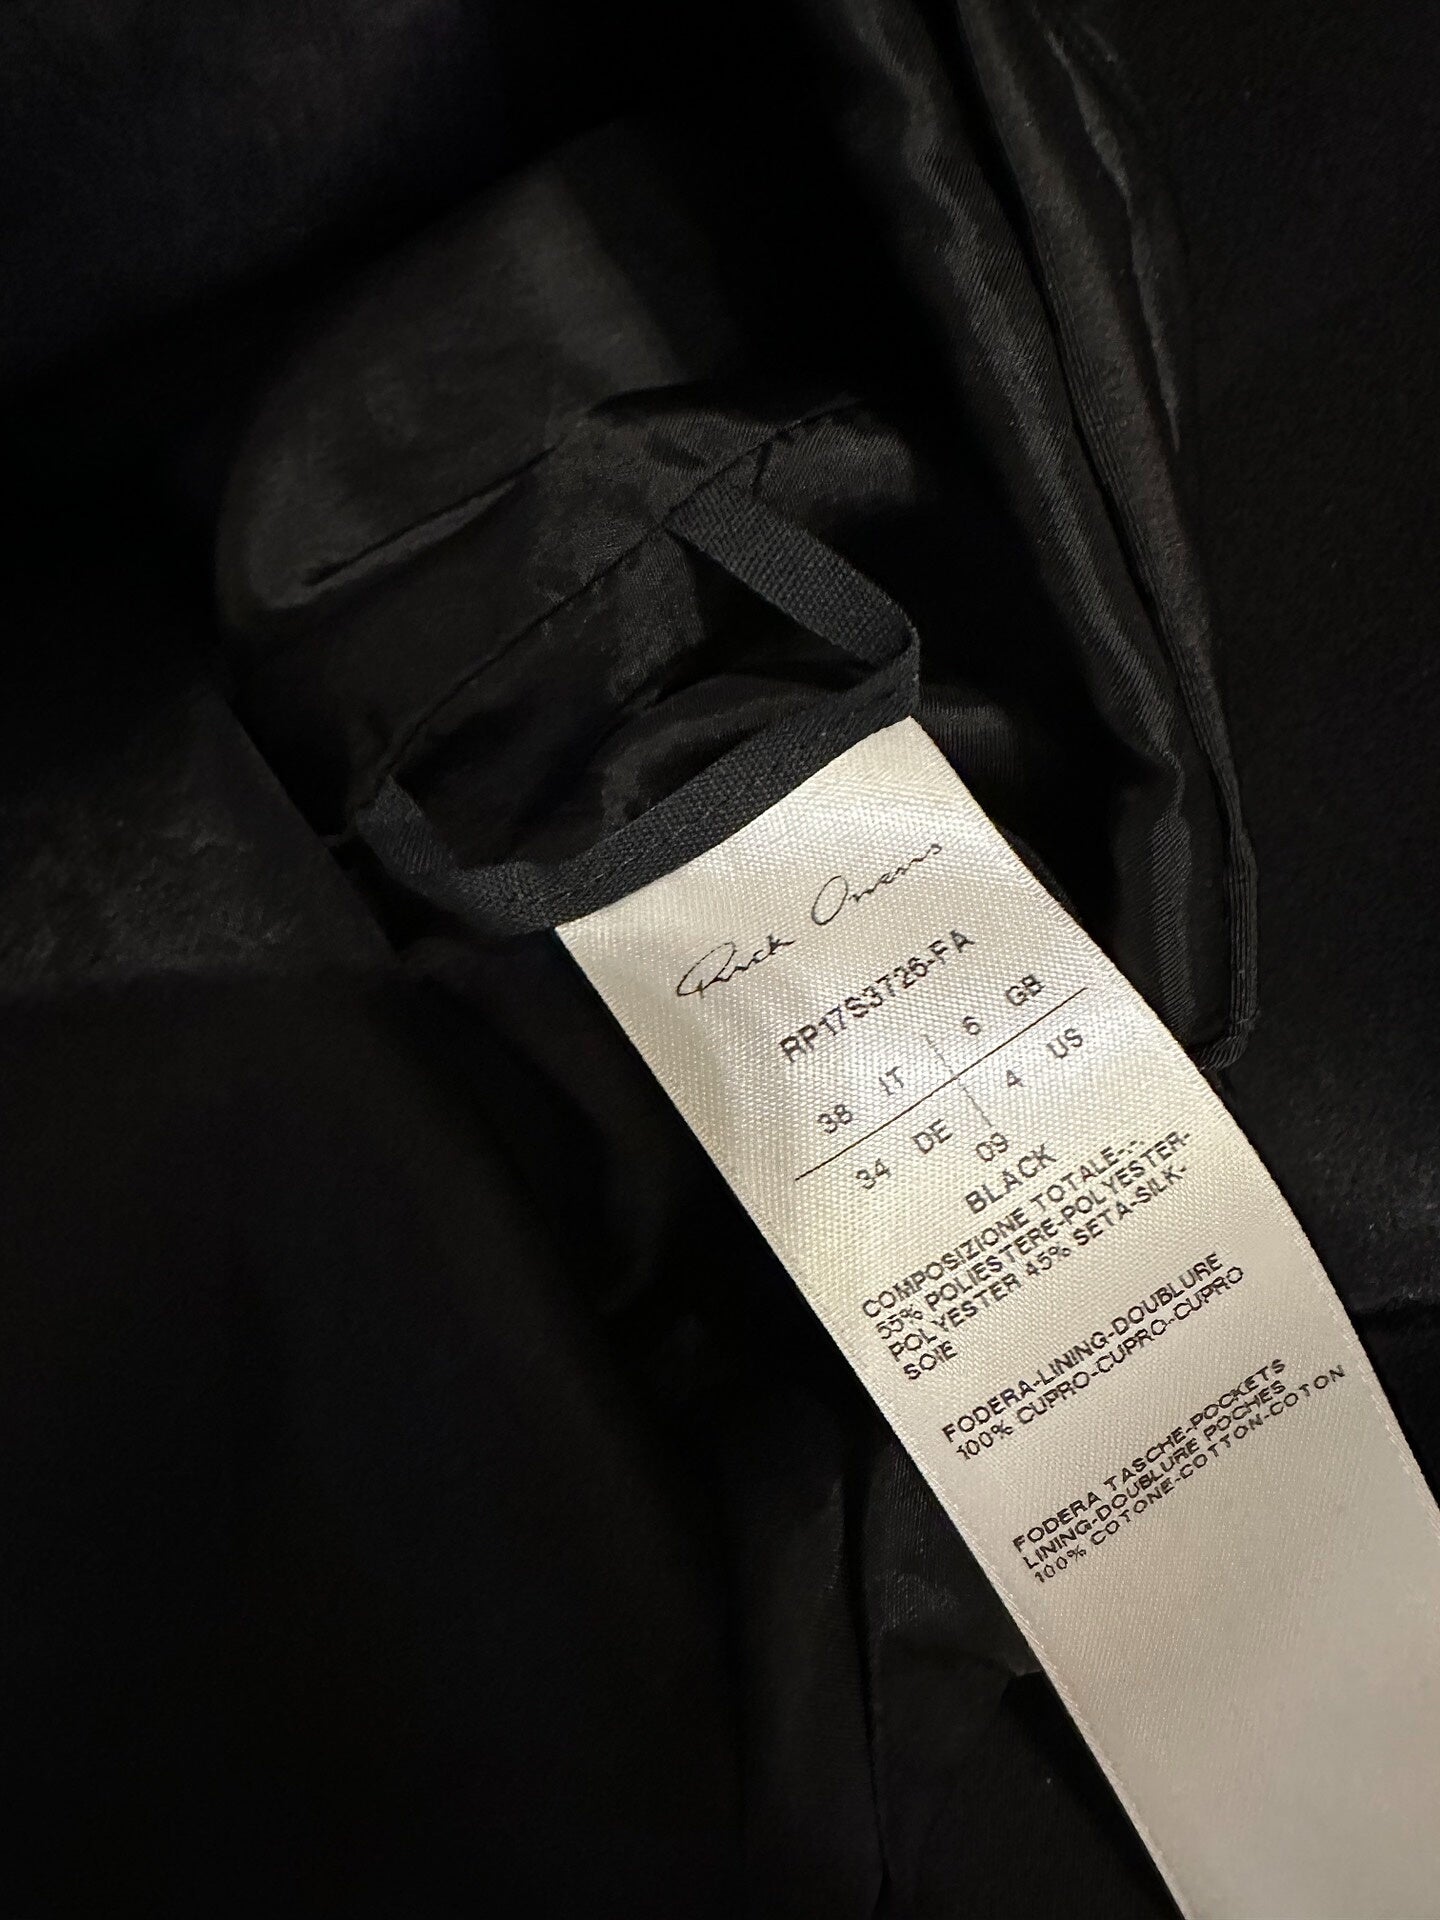 Rick Owens
RP17S3726-FA
38 IT 6 GB
34 DE 4 US
09
BLACK
COMPOSIZIONE TOTALE-.-.
55% POLIESTERE-POLYESTER-
POLYESTER 45% SETA-SILK-
SOIE
FODERA-LINING-DOUBLURE
100% CUPRO-CUPRO-CUPRO
FODERA TASCHE-POCKETS
LINING-DOUBLURE POCHES
100% COTONE-COTTON-COTON